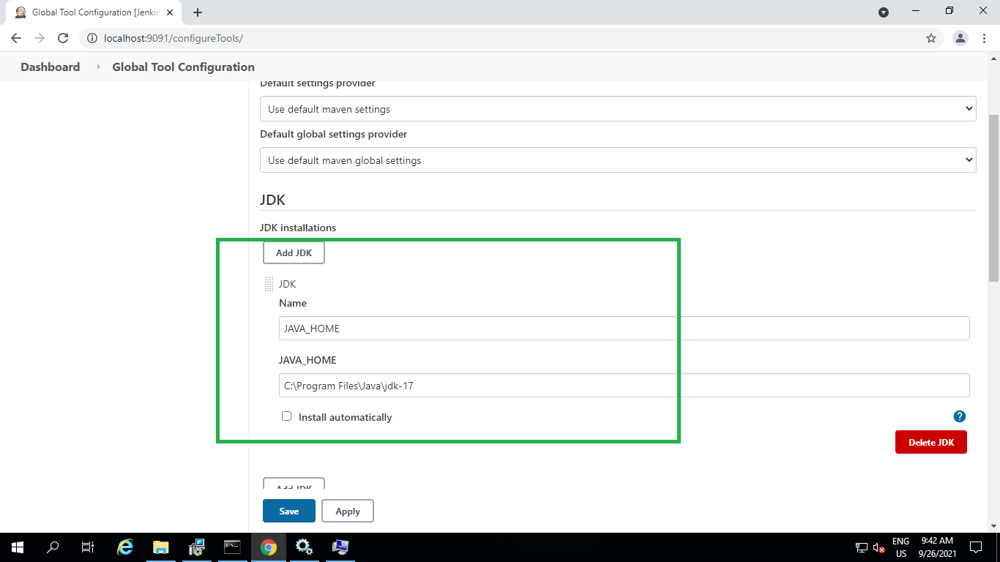 Global Tool Configuration [Jenkin
localhost:9091/configureTools/
Dashboard
Global Tool Configuration
Default settings provider
Use default maven settings
Default global settings provider
Use default maven global settings
JDK
JDK installations
Add JDK
JDK
Name
JAVA_HOME
JAVA_HOME
C:\Program Files\Java\jdk-17
Install automatically
?
Delete JDK
Add JDK
Save
Apply
ENG
US
9:42 AM
9/26/2021